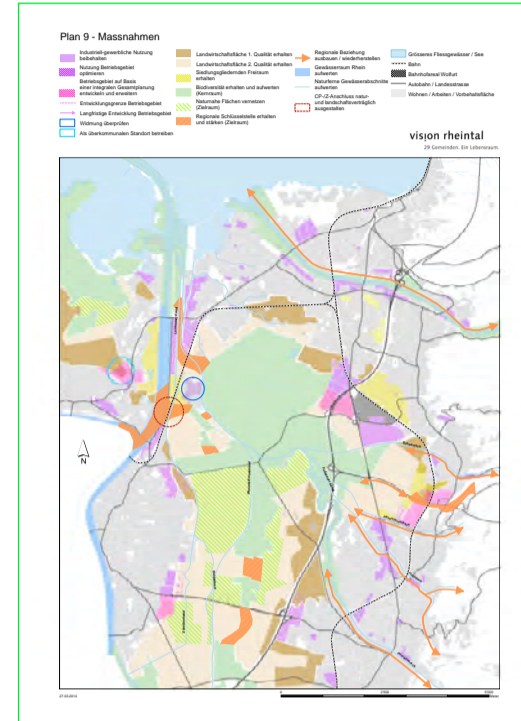 Plan 9 - Massnahmen
Industriell-gewerbliche Nutzung
beibehalten
Nutzung Betriebsgebiet
optimieren
Betriebsgebiet auf Basis
einer integralen Gesamtplanung
entwickeln und erweitern
Entwicklungsgrenze Betriebsgebiet
Langfristige Entwicklung Betriebsgebiet
Widmung überprüfen
Als überkommunalen Standort betreiben
Landwirtschaftsfläche 1. Qualität erhalten
Landwirtschaftsfläche 2. Qualität erhalten
Siedlungsgliedernden Freiraum
erhalten
Biodiversität erhalten und aufwerten
(Kernraum)
Naturnahe Flächen vernetzen
(Zielraum)
Regionale Schlüsselstelle erhalten
und stärken (Zielraum)
Regionale Beziehung
ausbauen / wiederherstellen
Gewässerraum Rhein
aufwerten
Naturferne Gewässerabschnitte
aufwerten
CP-/Z-Anschluss natur-
und landschaftsverträglich
ausgestalten
Grösseres Fliessgewässer / See
Bahn
Bahnhofsareal Wolfurt
Autobahn / Landesstrasse
Wohnen / Arbeiten / Vorbehaltsfläche
vision rheintal
29 Gemeinden. Ein Lebensraum.
N